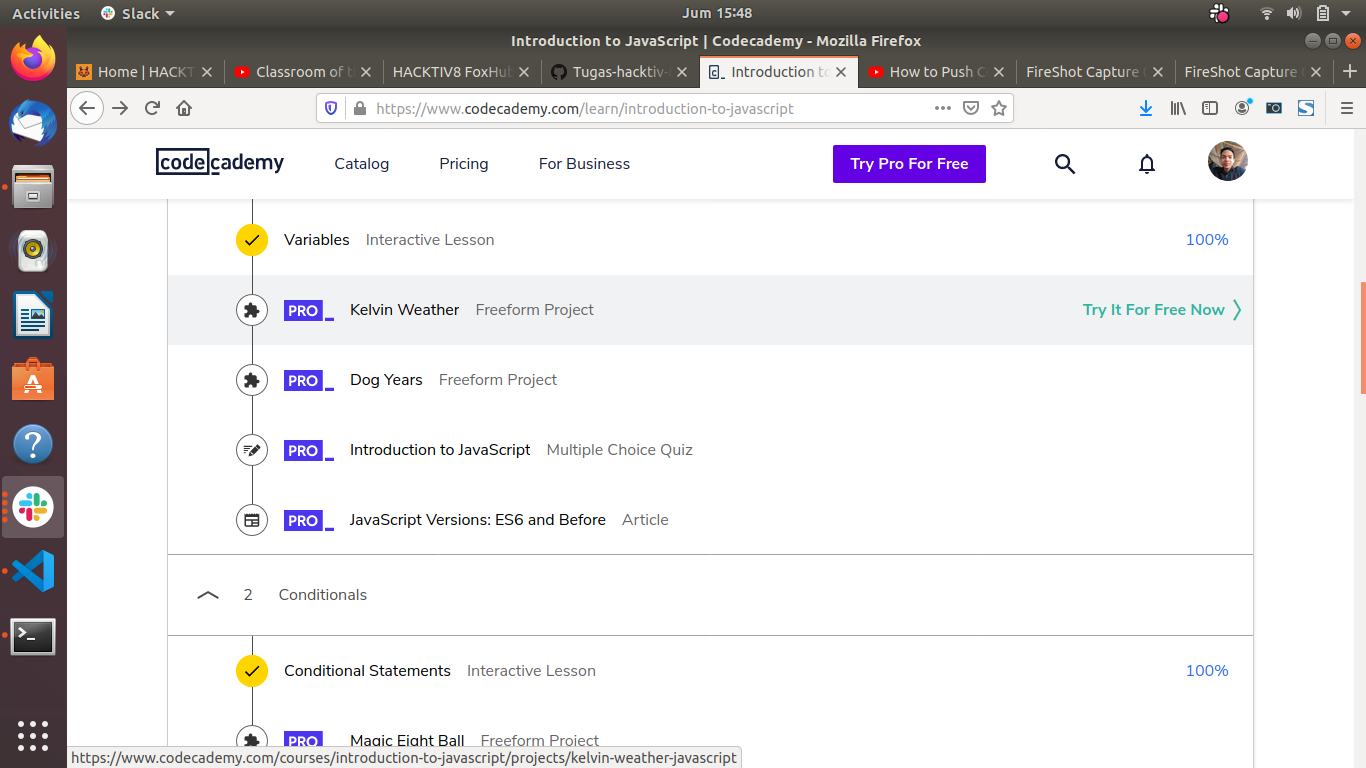 Activities Slack Jum 15:48
Introduction to JavaScript | Codecademy - Mozilla Firefox
Home | HACKT Classroom of t HACKTIV8 FoxHub Tugas-hacktiv- Introduction to How to Push C FireShot Capture FireShot Capture
https://www.codecademy.com/learn/introduction-to-javascript
codecademy Catalog Pricing For Business Try Pro For Free
Variables Interactive Lesson 100%
PRO Kelvin Weather Freeform Project Try It For Free Now
PRO Dog Years Freeform Project
PRO Introduction to JavaScript Multiple Choice Quiz
PRO JavaScript Versions: ES6 and Before Article
2 Conditionals
Conditional Statements Interactive Lesson 100%
PRO Magic Eight Ball Freeform Project
https://www.codecademy.com/courses/introduction-to-javascript/projects/kelvin-weather-javascript